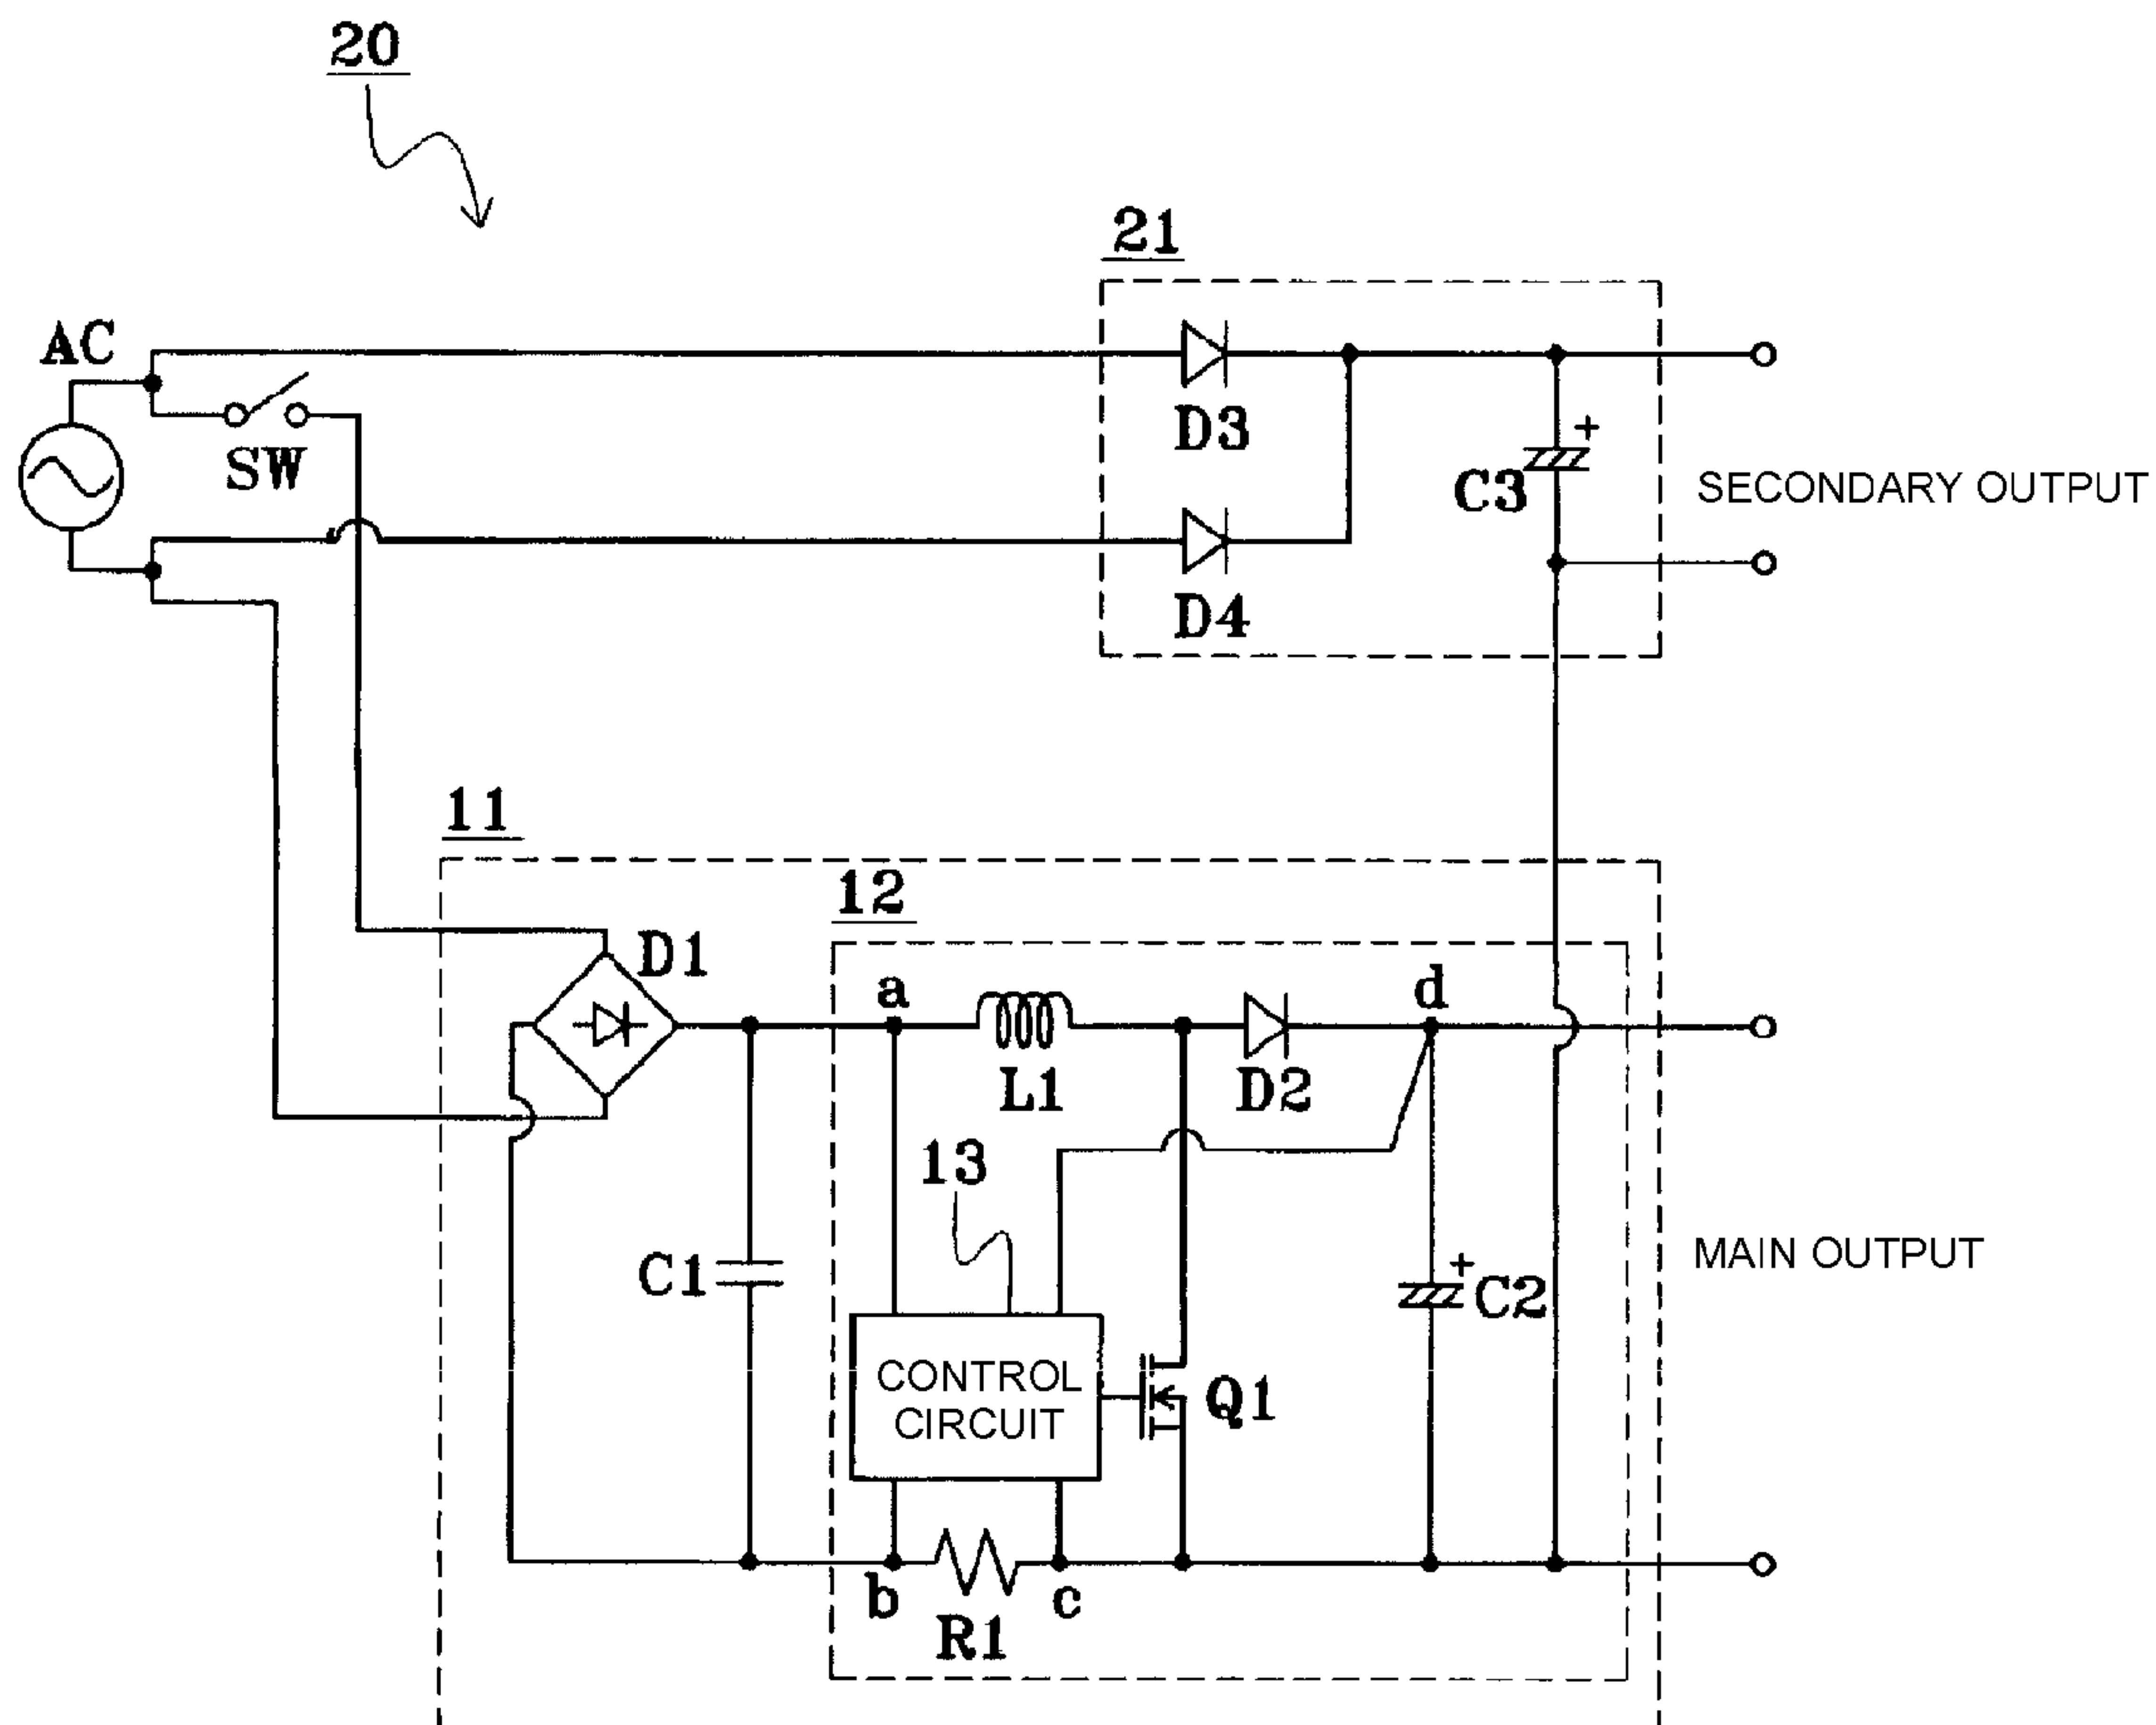 20
21
AC
SW
D3
+
C3
SECONDARY OUTPUT
D4
11
12
D1
a
d
L1
D2
13
MAIN OUTPUT
C1
+
C2
CONTROL
CIRCUIT
Q1
b
c
R1